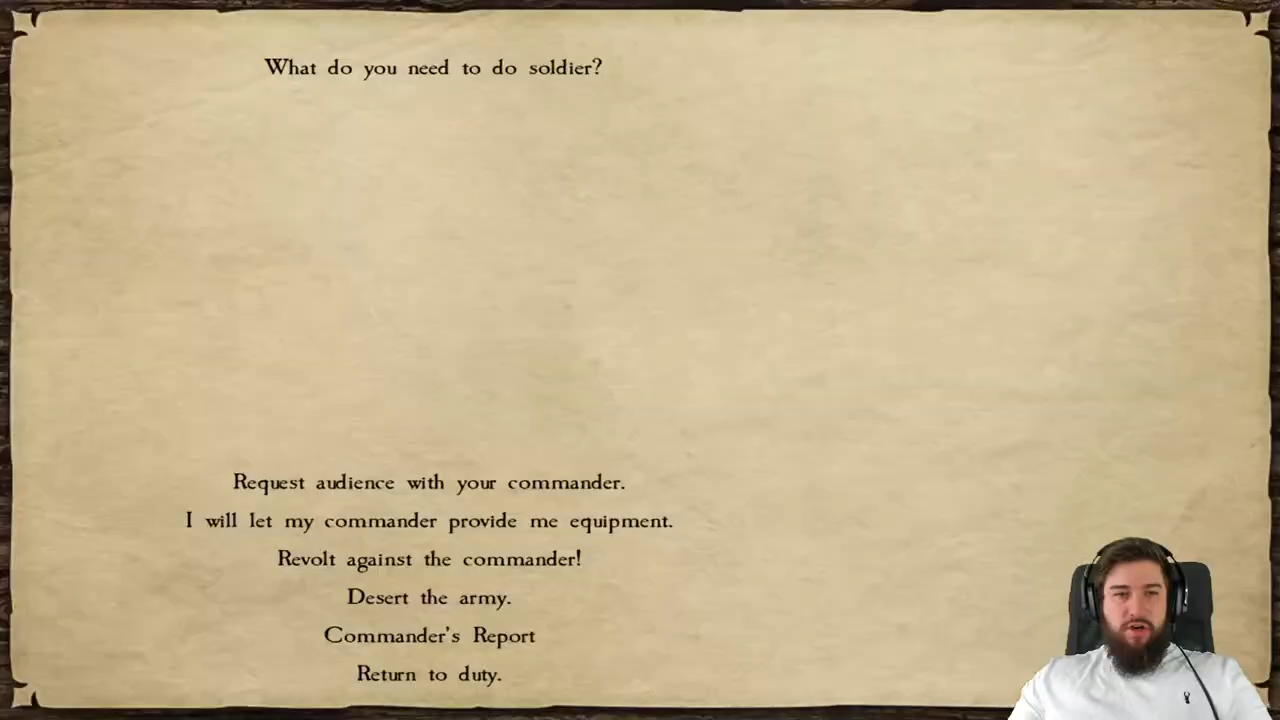 What do you need to do soldier?
Request audience with your commander.
I will let my commander provide me equipment.
Revolt against the commander!
Desert the army.
Commander's Report
Return to duty.